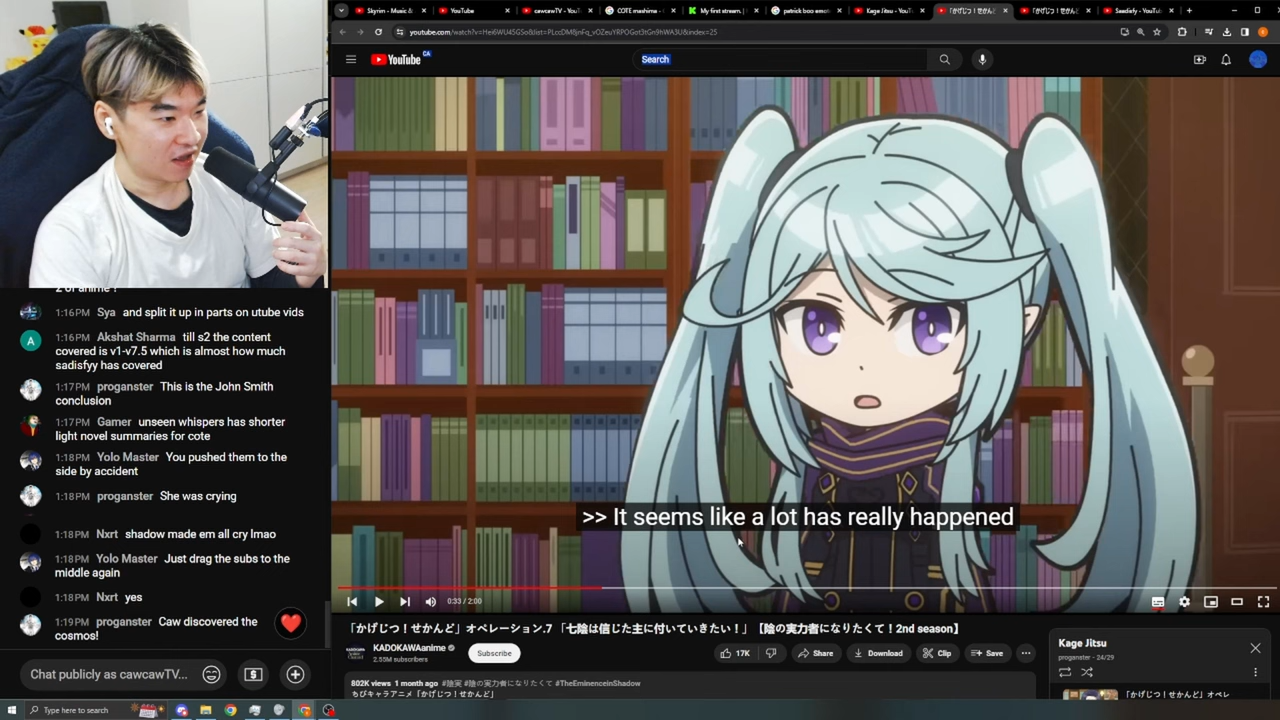 Skyrim - Music &
YouTube
cawcawTV - YouT
COTE mashima - G
My first stream. |
patrick boo emo
Kage Jitsu - YouT
「かげじつ！せかん
「かげじつ！せかん
Seadisfy - YouTu
youtube.com/watch?v=Hei6WU45GSo&list=PLccDM8jnFq_vOZeuYRPOGot3tGn9hWA3U&index=25
YouTube CA
Search
2 of anime ?
1:16PM Sya and split it up in parts on utube vids
1:16PM Akshat Sharma till s2 the content
covered is v1-v7.5 which is almost how much
sadisfyy has covered
1:17PM proganster This is the John Smith
conclusion
1:17PM Gamer unseen whispers has shorter
light novel summaries for cote
1:18PM Yolo Master You pushed them to the
side by accident
1:18PM proganster She was crying
1:18PM Nxrt shadow made em all cry lmao
1:18PM Yolo Master Just drag the subs to the
middle again
1:18PM Nxrt yes
1:19PM proganster Caw discovered the
cosmos!
Chat publicly as cawcawTV...
>> It seems like a lot has really happened
0:33 / 2:00
「かげじつ！せかんど」オペレーション.7 「七陰は信じた主に付いていきたい！」【陰の実力者になりたくて！2nd season】
KADOKAWAanime
2.55M subscribers
Subscribe
17K
Share
Download
Clip
Save
802K views 1 month ago #陰実 #陰の実力者になりたくて #TheEminenceinShadow
ちびキャラアニメ「かげじつ！せかんど」
Kage Jitsu
proganster - 24/29
「かげじつ！せかんど」オペレ
Type here to search